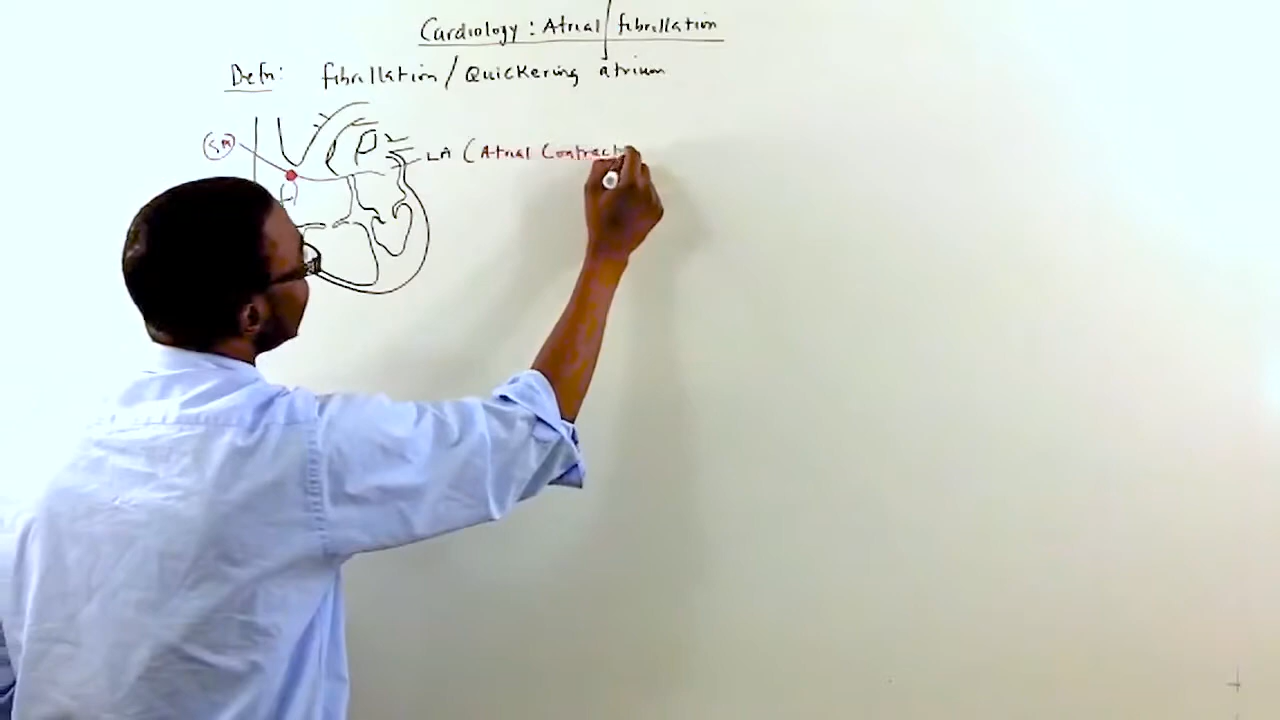 Cardiology: Atrial fibrillation
Defn: fibrillation/Quickering atrium
SA
LA (Atrial Contract